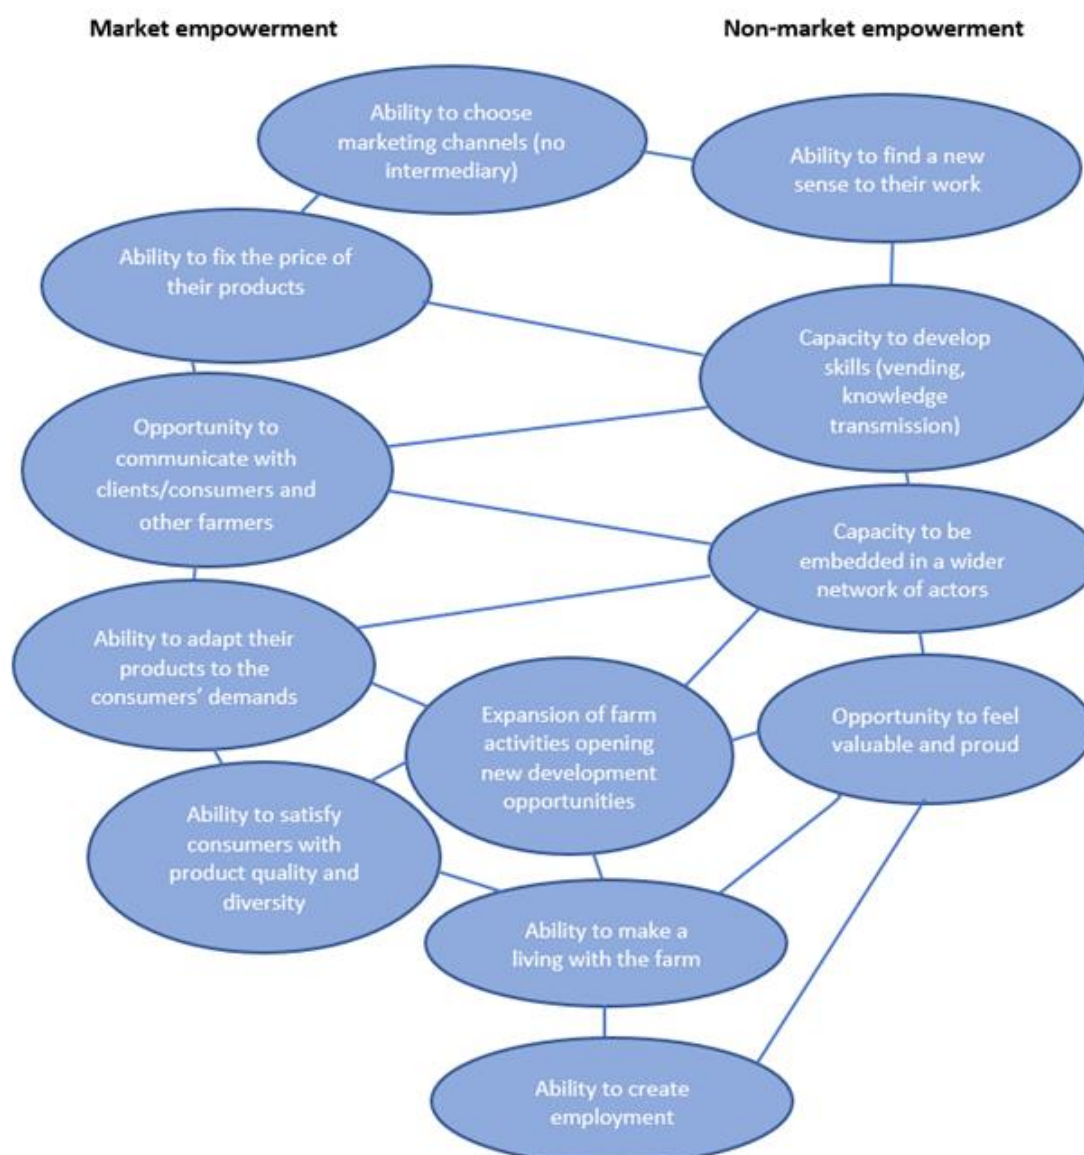 Market empowerment
Non-market empowerment
Ability to choose
marketing channels (no
intermediary)
Ability to find a new
sense to their work
Ability to fix the price of
their products
Capacity to develop
skills (vending,
knowledge
transmission)
Opportunity to
communicate with
clients/consumers and
other farmers
Capacity to be
embedded in a wider
network of actors
Ability to adapt their
products to the
consumers’ demands
Expansion of farm
activities opening
new development
opportunities
Opportunity to feel
valuable and proud
Ability to satisfy
consumers with
product quality and
diversity
Ability to make a
living with the farm
Ability to create
employment